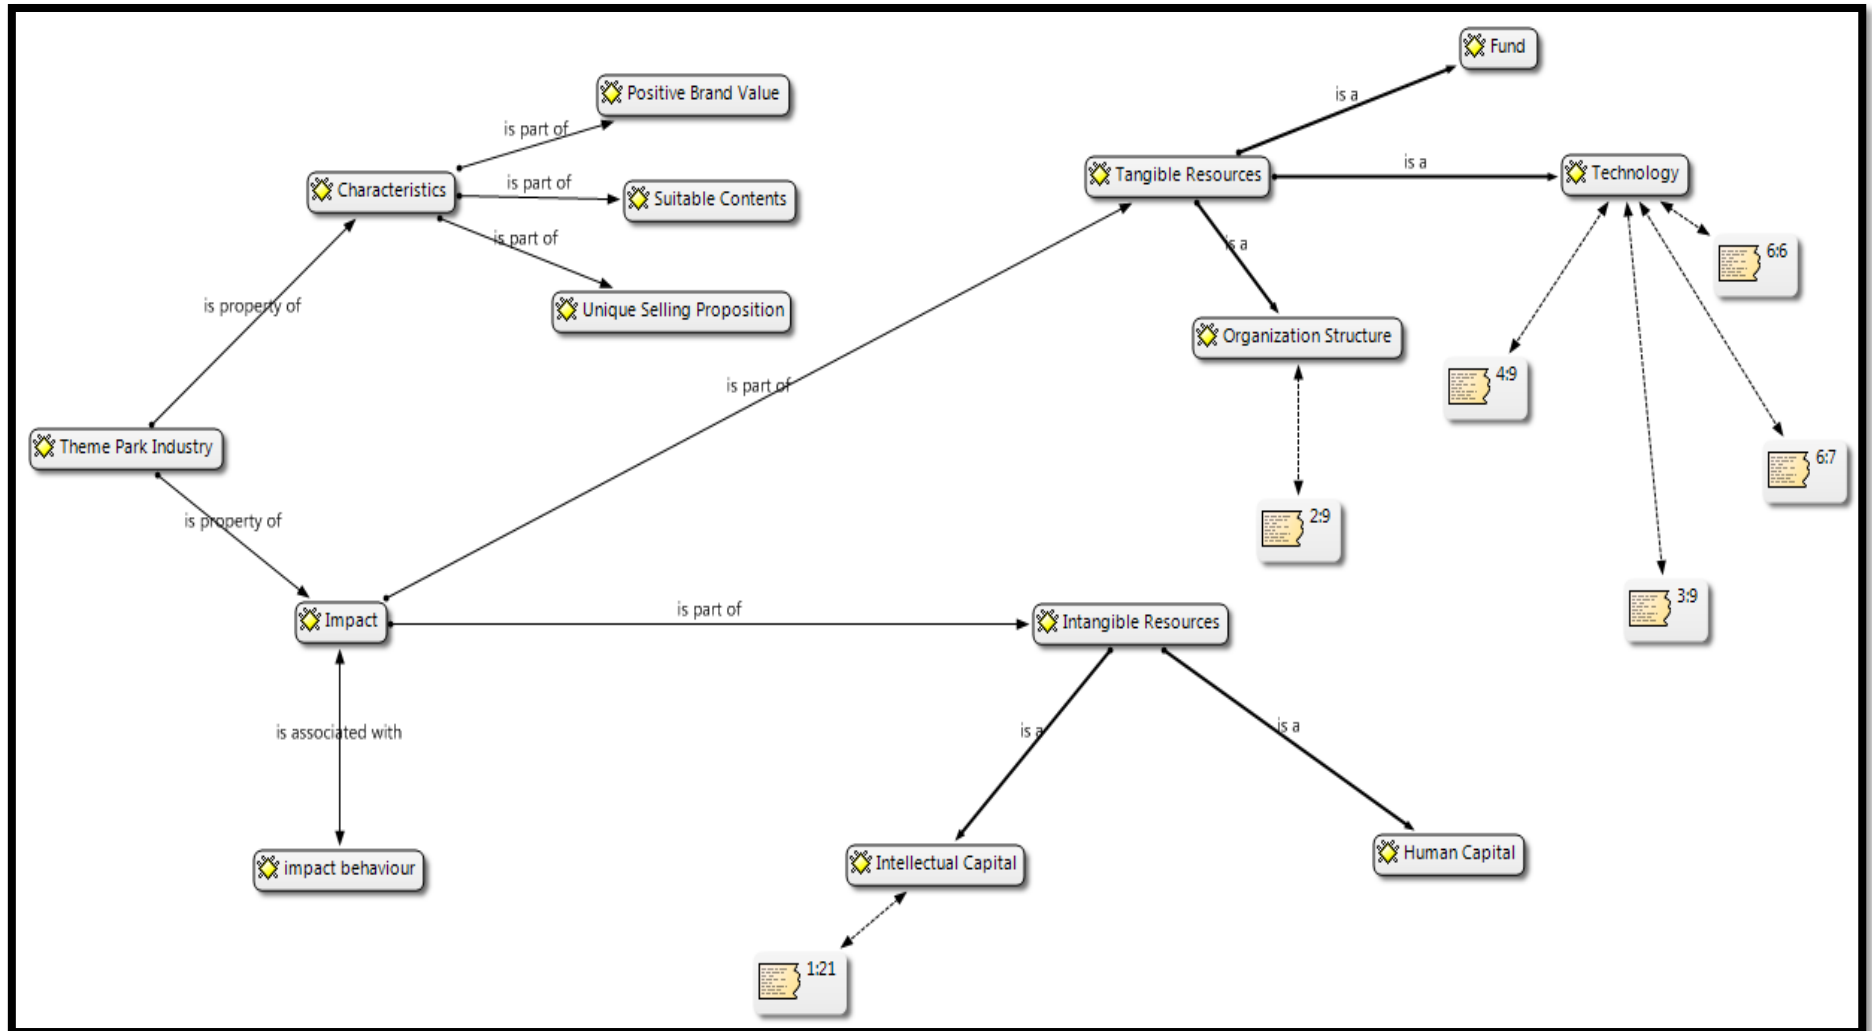 Fund
Positive Brand Value
is a
is part of
is a
Technology
Tangible Resources
Characteristics
is part of
Suitable Contents
is part of
is a
6:6
is property of
Unique Selling Proposition
Organization Structure
4:9
is part of
Theme Park Industry
6:7
2:9
is property of
3:9
Impact
is part of
Intangible Resources
is associated with
is a
is a
impact behaviour
Intellectual Capital
Human Capital
1:21